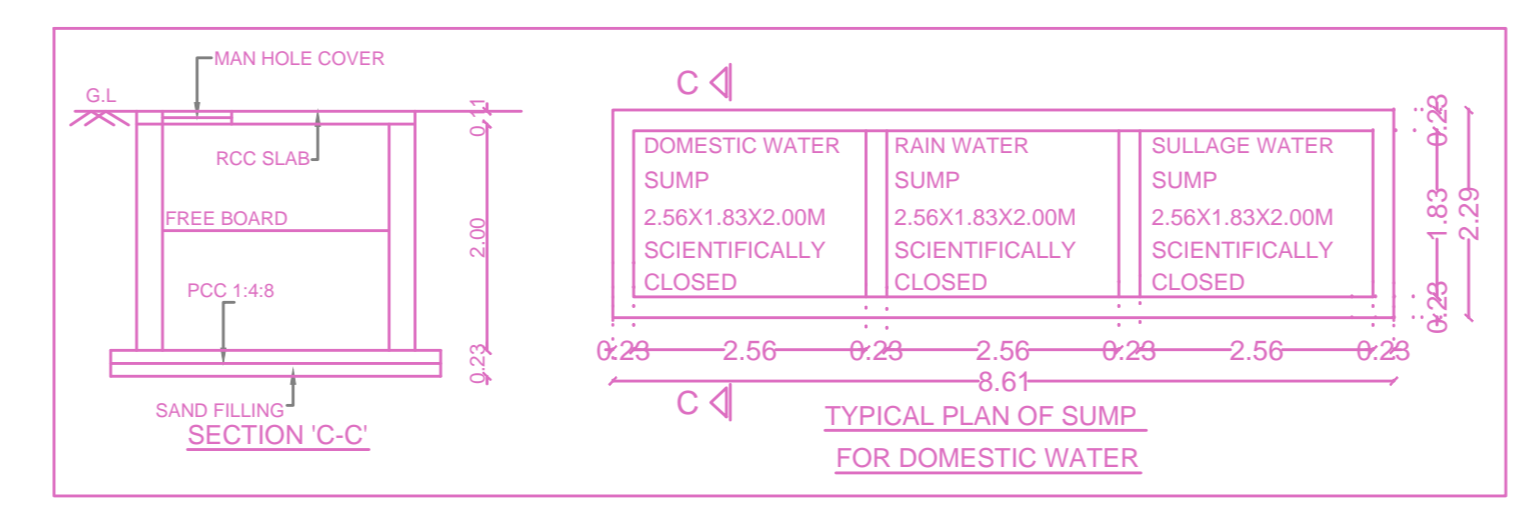 MAN HOLE COVER
G.L
0.11
RCC SLAB
FREE BOARD
2.00
PCC 1:4:8
0.23
SAND FILLING
SECTION 'C-C'
C
DOMESTIC WATER
SUMP
2.56X1.83X2.00M
SCIENTIFICALLY
CLOSED
RAIN WATER
SUMP
2.56X1.83X2.00M
SCIENTIFICALLY
CLOSED
SULLAGE WATER
SUMP
2.56X1.83X2.00M
SCIENTIFICALLY
CLOSED
0.23
1.83
2.29
0.23
0.23 2.56 0.23 2.56 0.23 2.56 0.23
8.61
C
TYPICAL PLAN OF SUMP
FOR DOMESTIC WATER